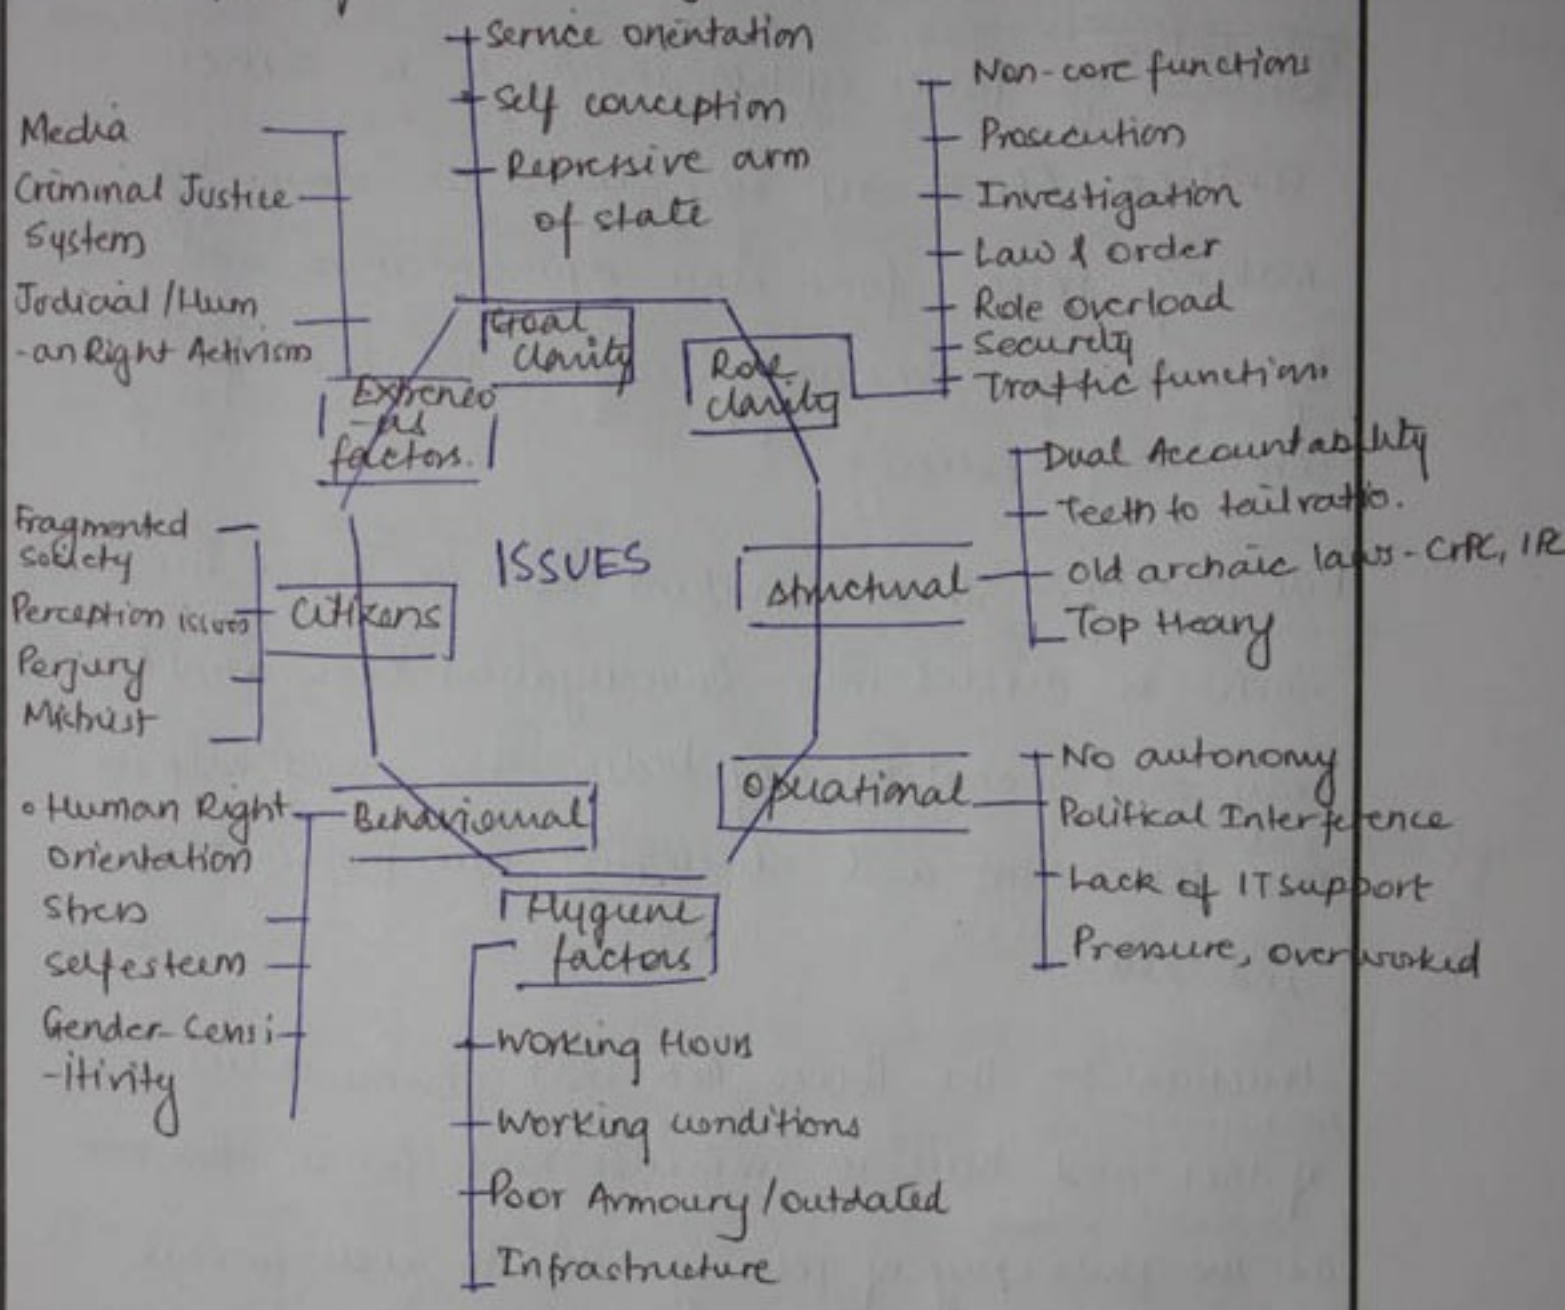 Service orientation
Self conception
Repressive arm
of state
Non-core functions
Prosecution
Investigation
Law & order
Role overload
Security
Traffic functions
Media
Criminal Justice
System
Judicial / Hum
-an Right Activism
Goal
clarity
Role
clarity
Extreneo
-us
factors.
Dual Accountability
Teeth to tail ratio.
old archaic laws - CrPC, IPC
Top Heavy
Fragmented
society
Perception issues
Perjury
Mistrust
ISSUES
Citizens
structural
No autonomy
Political Interference
Lack of IT support
Pressure, overworked
Operational
Behaviourual
Human Right
orientation
Stress
selfesteem
Gender-Sensi
-itivity
Hygiene
factors
Working Hours
Working conditions
Poor Armoury / outdated
Infrastructure